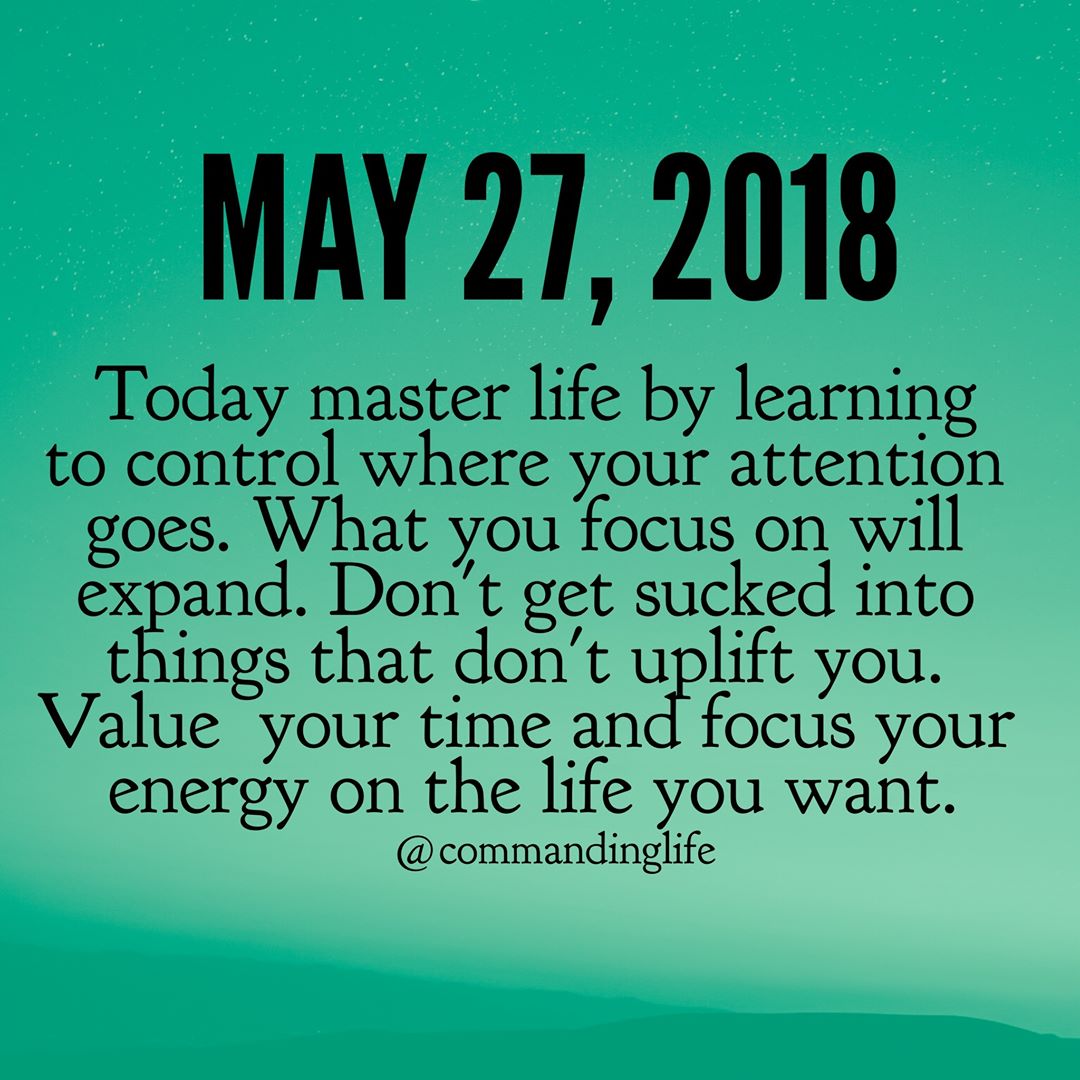 MAY 27, 2018
Today master life by learning
to control where your attention
goes. What you focus on will
expand. Don't get sucked into
things that don't uplift you.
Value  your time and focus your
energy on the life you want.
@commandinglife